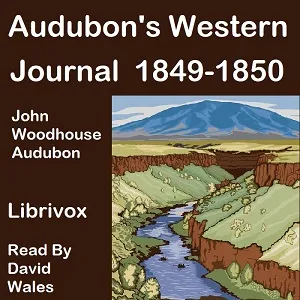 Audubon's Western
Journal 1849-1850
John
Woodhouse
Audubon
Librivox
Read By
David
Wales